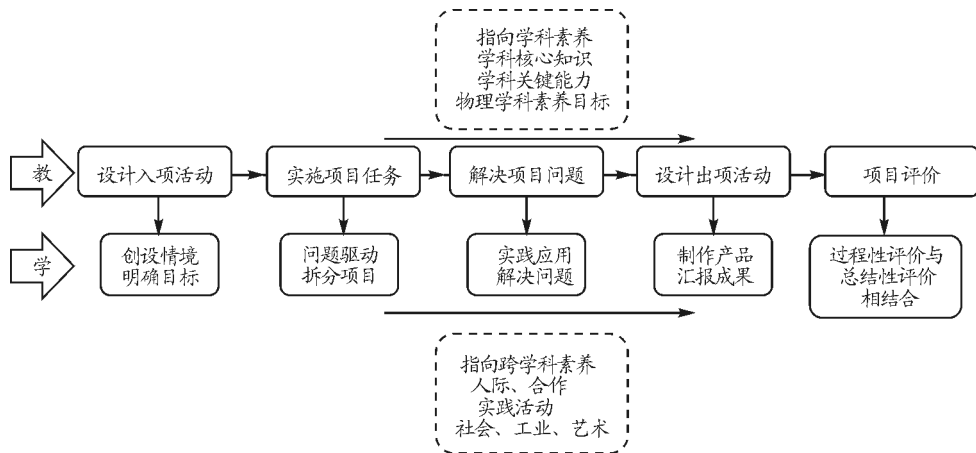 指向学科素养
学科核心知识
学科关键能力
物理学科素养目标
教
设计入项活动
实施项目任务
解决项目问题
设计出项活动
项目评价
学
创设情境
明确目标
问题驱动
拆分项目
实践应用
解决问题
制作产品
汇报成果
过程性评价与
总结性评价
相结合
指向跨学科素养
人际、合作
实践活动
社会、工业、艺术